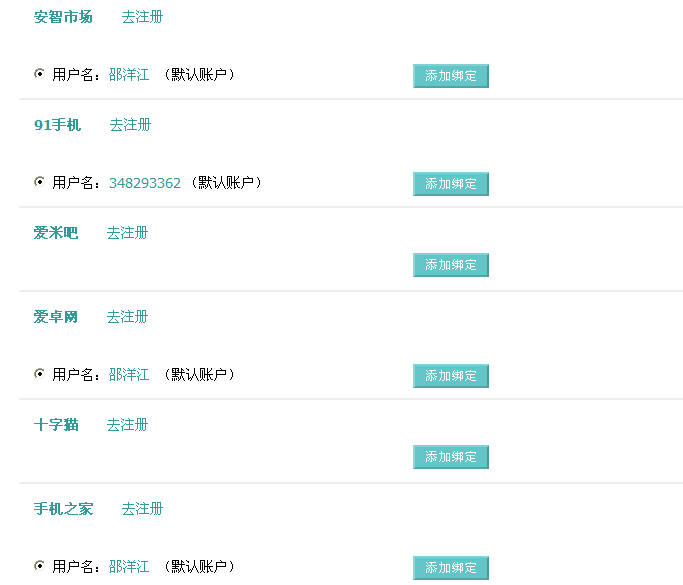 安智市场 去注册
用户名：邵洋江 （默认账户）
添加绑定
91手机 去注册
用户名：348293362 （默认账户）
添加绑定
爱米吧 去注册
添加绑定
爱卓网 去注册
用户名：邵洋江 （默认账户）
添加绑定
十字猫 去注册
添加绑定
手机之家 去注册
用户名：邵洋江 （默认账户）
添加绑定